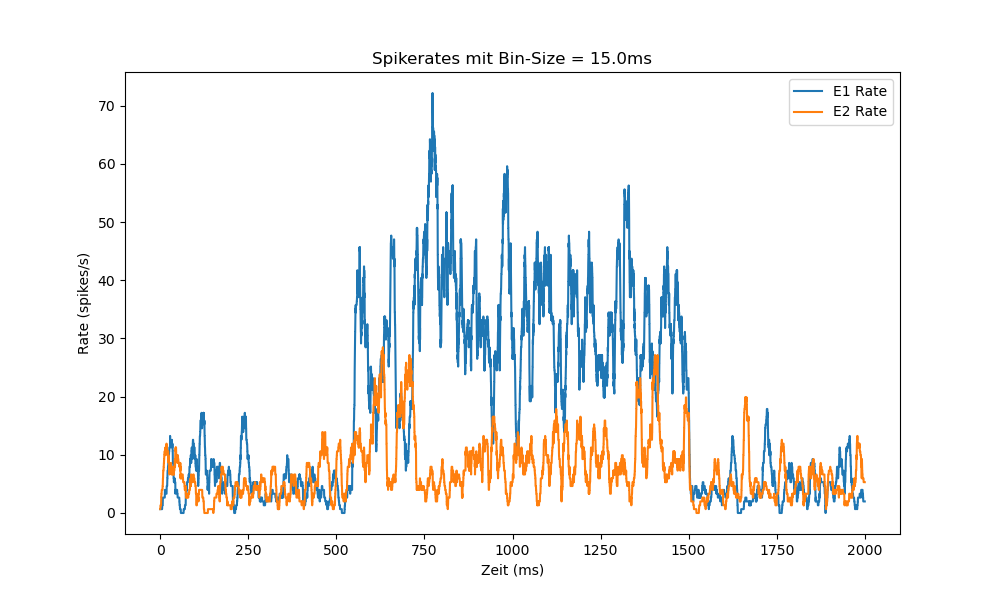 Spikerates mit Bin-Size = 15.0ms
E1 Rate
E2 Rate
Rate (spikes/s)
70
60
50
40
30
20
10
0
0 250 500 750 1000 1250 1500 1750 2000
Zeit (ms)